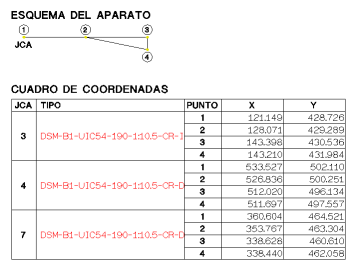 ESQUEMA DEL APARATO
1 2 3
JCA
4
CUADRO DE COORDENADAS
JCA TIPO PUNTO X Y
3 DSM-B1-UIC54-190-1:10,5-CR-I
1 121.149 428.726
2 128.071 429.289
3 143.398 430.536
4 143.210 431.984
4 DSM-B1-UIC54-190-1:10,5-CR-D
1 533.527 502.110
2 526.836 500.251
3 512.020 496.134
4 511.697 497.557
7 DSM-B1-UIC54-190-1:10,5-CR-D
1 360.604 464.521
2 353.767 463.304
3 338.628 460.610
4 338.440 462.058